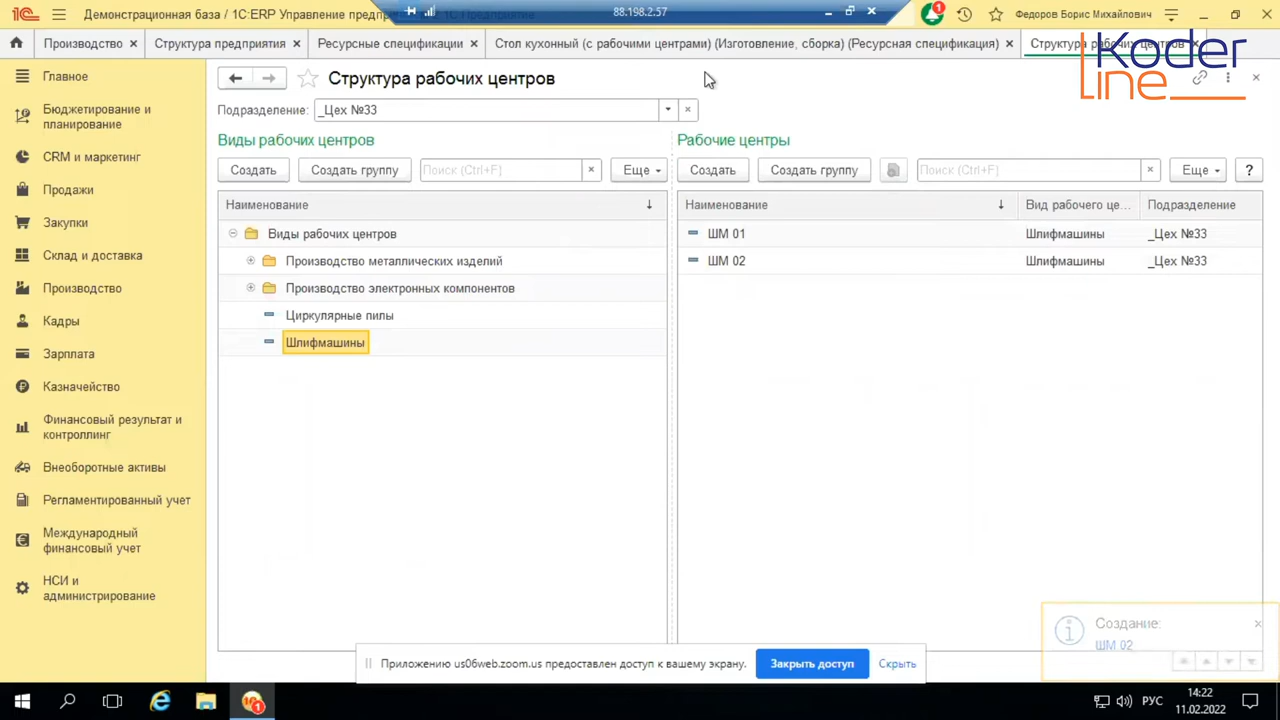 Демонстрационная база / 1С:ERP Управление предпр
88.198.2.57
1С:Предприятие
1
Федоров Борис Михайлович
Производство
Структура предприятия
Ресурсные спецификации
Стол кухонный (с рабочими центрами) (Изготовление, сборка) (Ресурсная спецификация)
Структура рабочих центров
Koder
line
Главное
Бюджетирование и
планирование
CRM и маркетинг
Продажи
Закупки
Склад и доставка
Производство
Кадры
Зарплата
Казначейство
Финансовый результат и
контроллинг
Внеоборотные активы
Регламентированный учет
Международный
финансовый учет
НСИ и
администрирование
Структура рабочих центров
Подразделение: _Цех №33
Виды рабочих центров
Создать Создать группу Поиск (Ctrl+F) Еще
Наименование
Виды рабочих центров
Производство металлических изделий
Производство электронных компонентов
Циркулярные пилы
Шлифмашины
Рабочие центры
Создать Создать группу Поиск (Ctrl+F) Еще ?
Наименование Вид рабочего це... Подразделение
ШМ 01 Шлифмашины _Цех №33
ШМ 02 Шлифмашины _Цех №33
Создание:
ШМ 02
Приложению us06web.zoom.us предоставлен доступ к вашему экрану. Закрыть доступ Скрыть
РУС
14:22
11.02.2022